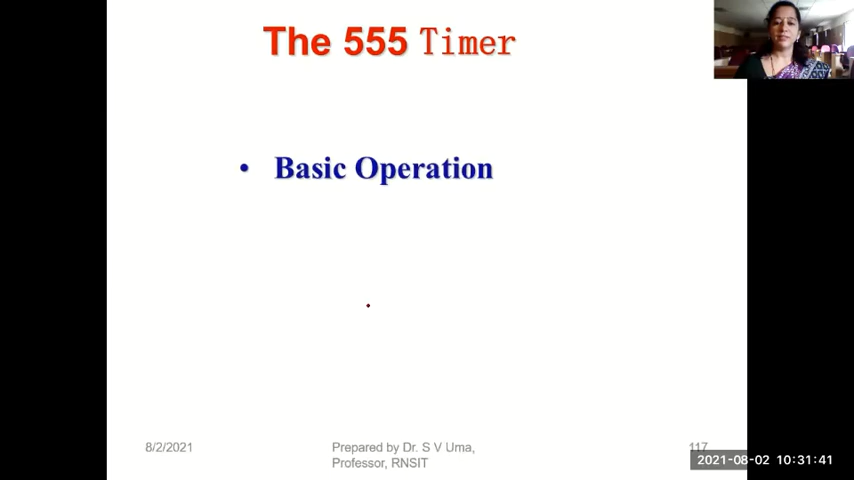 The 555 Timer
• Basic Operation
8/2/2021
Prepared by Dr. S V Uma,
Professor, RNSIT
117
2021-08-02 10:31:41